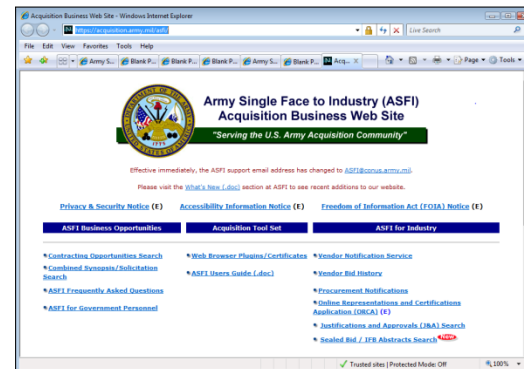 Acquisition Business Web Site - Windows Internet Explorer
https://acquisition.army.mil/asfi/
Live Search
File Edit View Favorites Tools Help
Army S... Blank P... Blank P... Blank P... Army S... Blank P... Acq... Page Tools
Army Single Face to Industry (ASFI)
Acquisition Business Web Site
"Serving the U.S. Army Acquisition Community"
Effective immediately, the ASFI support email address has changed to ASFI@conus.army.mil.
Please visit the What's New (.doc) section at ASFI to see recent additions to our website.
Privacy & Security Notice (E) Accessibility Information Notice (E) Freedom of Information Act (FOIA) Notice (E)
ASFI Business Opportunities Acquisition Tool Set ASFI for Industry
Contracting Opportunities Search
Combined Synopsis/Solicitation
Search
ASFI Frequently Asked Questions
ASFI for Government Personnel
Web Browser Plugins/Certificates
ASFI Users Guide (.doc)
Vendor Notification Service
Vendor Bid History
Procurement Notifications
Online Representations and Certifications
Application (ORCA) (E)
Justifications and Approvals (J&A) Search
Sealed Bid / IFB Abstracts Search New
Trusted sites | Protected Mode: Off 100%